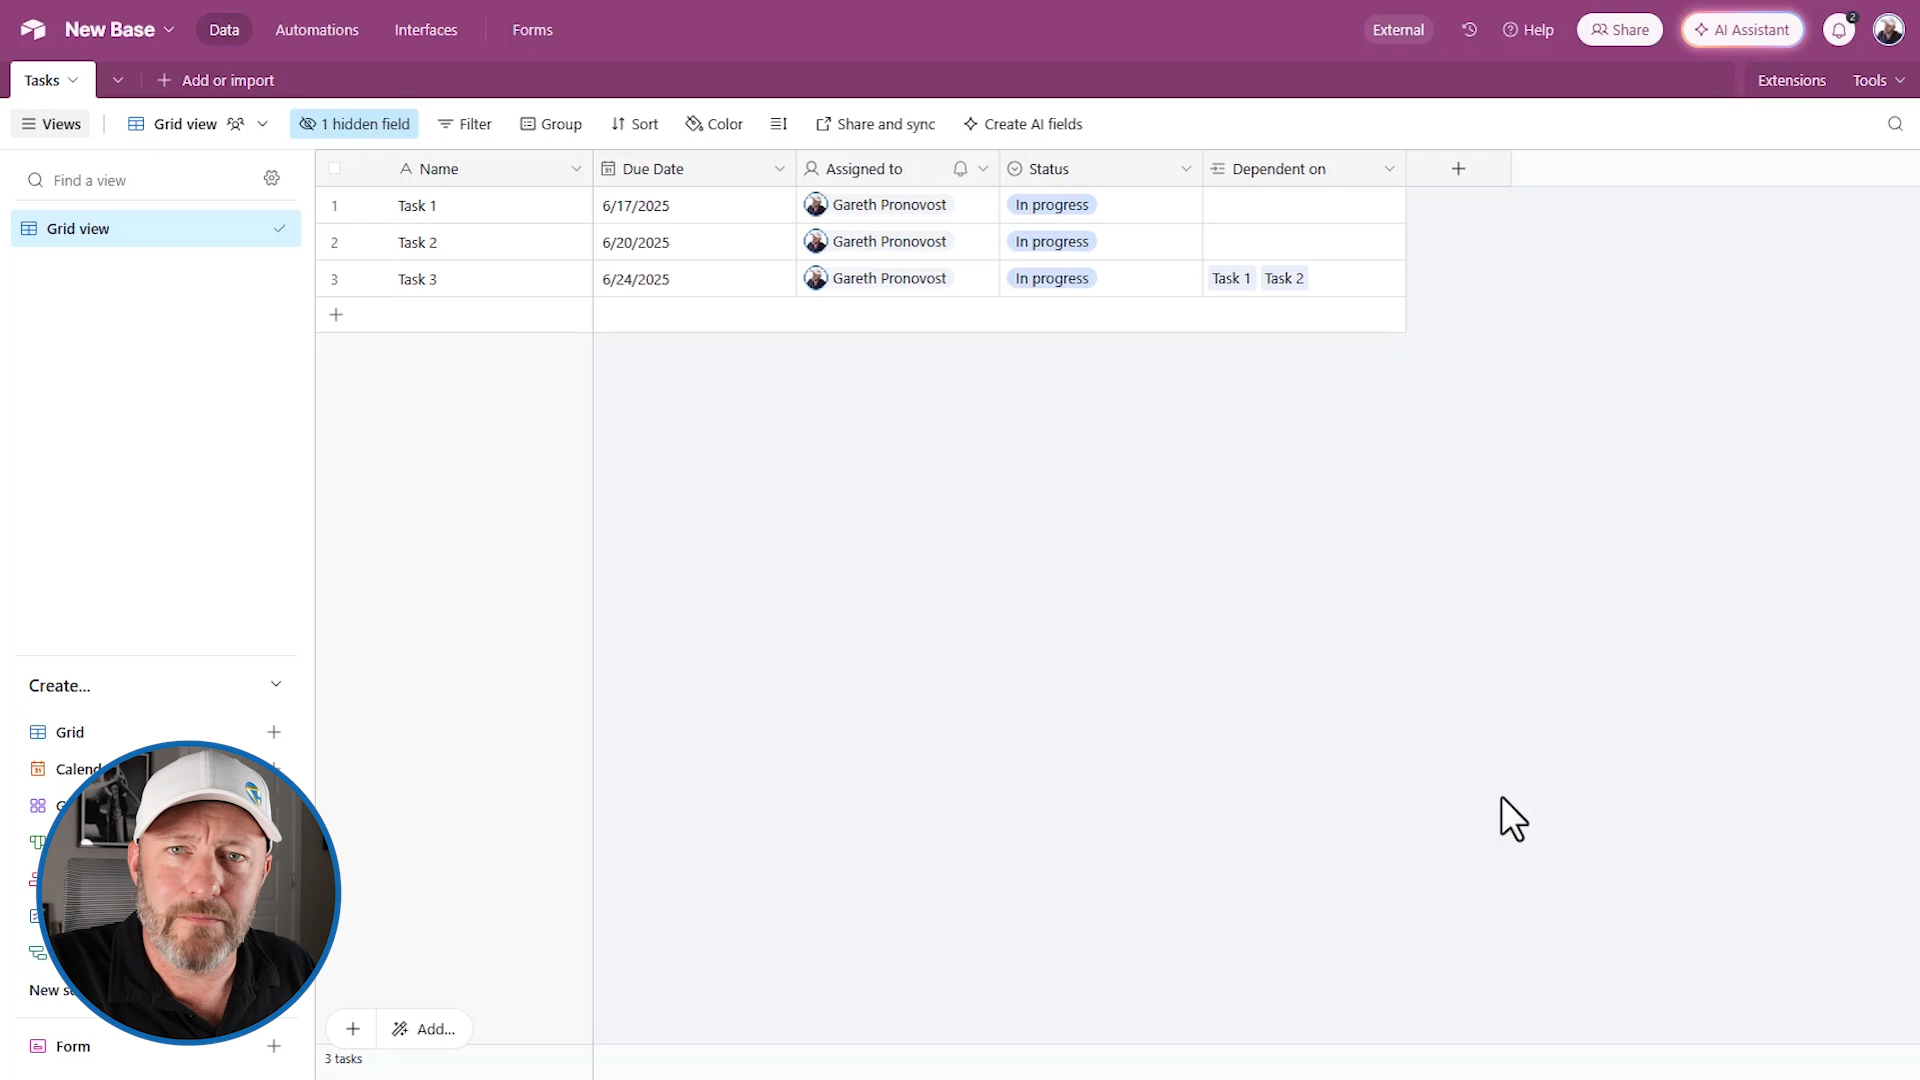 New Base Data Automations Interfaces Forms External Help Share AI Assistant 2
Tasks Add or import Extensions Tools
Views Grid view 1 hidden field Filter Group Sort Color Share and sync Create AI fields
Find a view
Grid view
Name Due Date Assigned to Status Dependent on
1 Task 1 6/17/2025 Gareth Pronovost In progress
2 Task 2 6/20/2025 Gareth Pronovost In progress
3 Task 3 6/24/2025 Gareth Pronovost In progress Task 1 Task 2
Create...
Grid
Calend
New s
Form
Add...
3 tasks